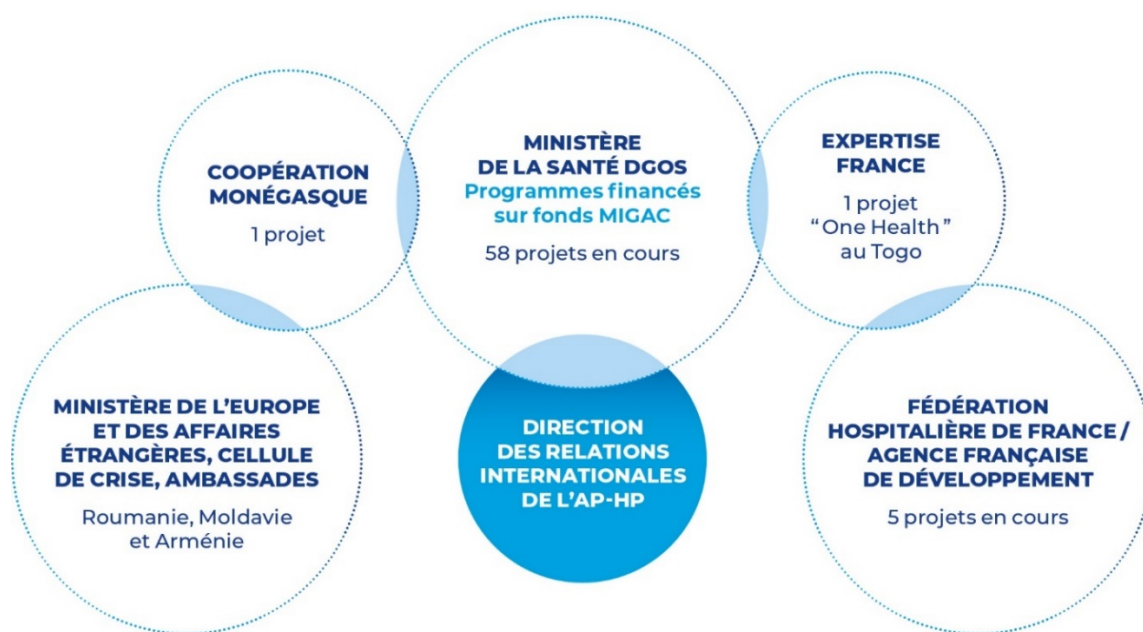 COOPÉRATION
MONÉGASQUE
1 projet
MINISTÈRE
DE LA SANTÉ DGOS
Programmes financés
sur fonds MIGAC
58 projets en cours
EXPERTISE
FRANCE
1 projet
“One Health”
au Togo
MINISTÈRE DE L’EUROPE
ET DES AFFAIRES
ÉTRANGÈRES, CELLULE
DE CRISE, AMBASSADES
Roumanie, Moldavie
et Arménie
DIRECTION
DES RELATIONS
INTERNATIONALES
DE L’AP-HP
FÉDÉRATION
HOSPITALIÈRE DE FRANCE /
AGENCE FRANÇAISE
DE DÉVELOPPEMENT
5 projets en cours